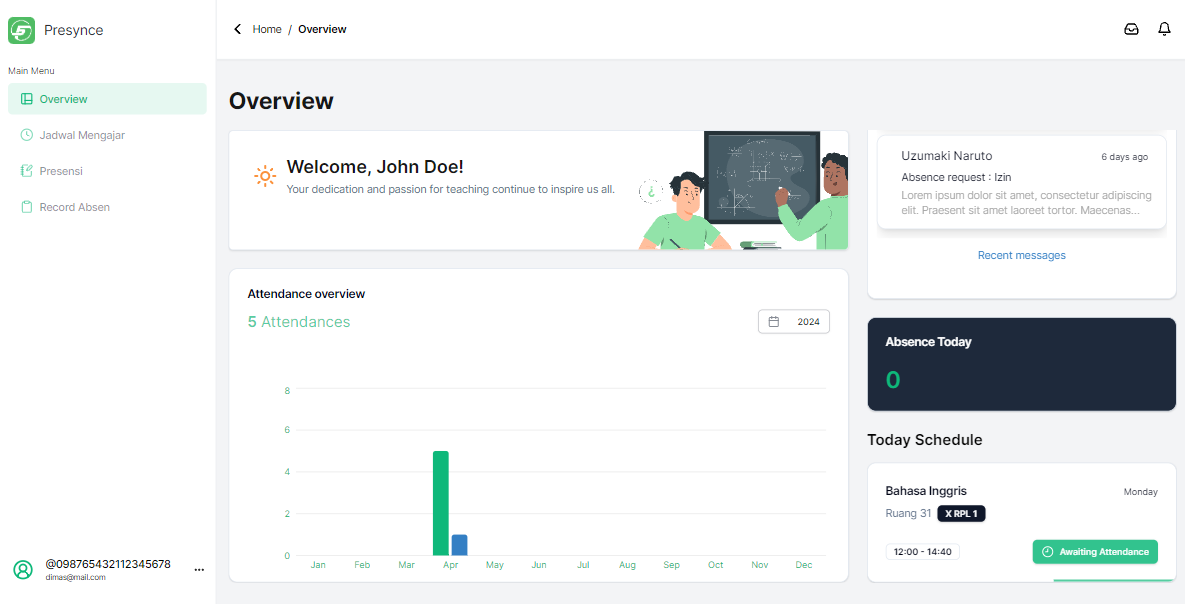 Presynce
Main Menu
Overview
Jadwal Mengajar
Presensi
Record Absen
@098765432112345678
dimas@mail.com
Home / Overview
Overview
Welcome, John Doe!
Your dedication and passion for teaching continue to inspire us all.
Attendance overview
5 Attendances
2024
8
6
4
2
0
Jan Feb Mar Apr May Jun Jul Aug Sep Oct Nov Dec
Uzumaki Naruto 6 days ago
Absence request : Izin
Lorem ipsum dolor sit amet, consectetur adipiscing
elit. Praesent sit amet laoreet tortor. Maecenas...
Recent messages
Absence Today
0
Today Schedule
Bahasa Inggris Monday
Ruang 31 X RPL 1
12:00 - 14:40 Awaiting Attendance